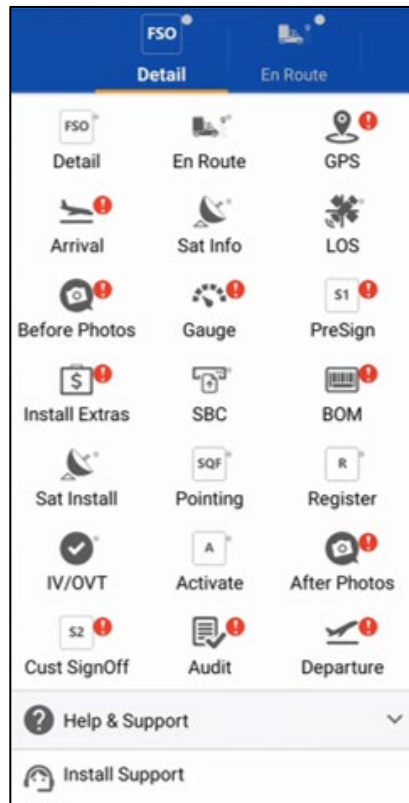 FSO
Detail En Route
FSO
Detail En Route GPS
Arrival Sat Info LOS
S1
Before Photos Gauge PreSign
$
Install Extras SBC BOM
SQF R
Sat Install Pointing Register
A
IV/OVT Activate After Photos
S2
Cust SignOff Audit Departure
? Help & Support
Install Support